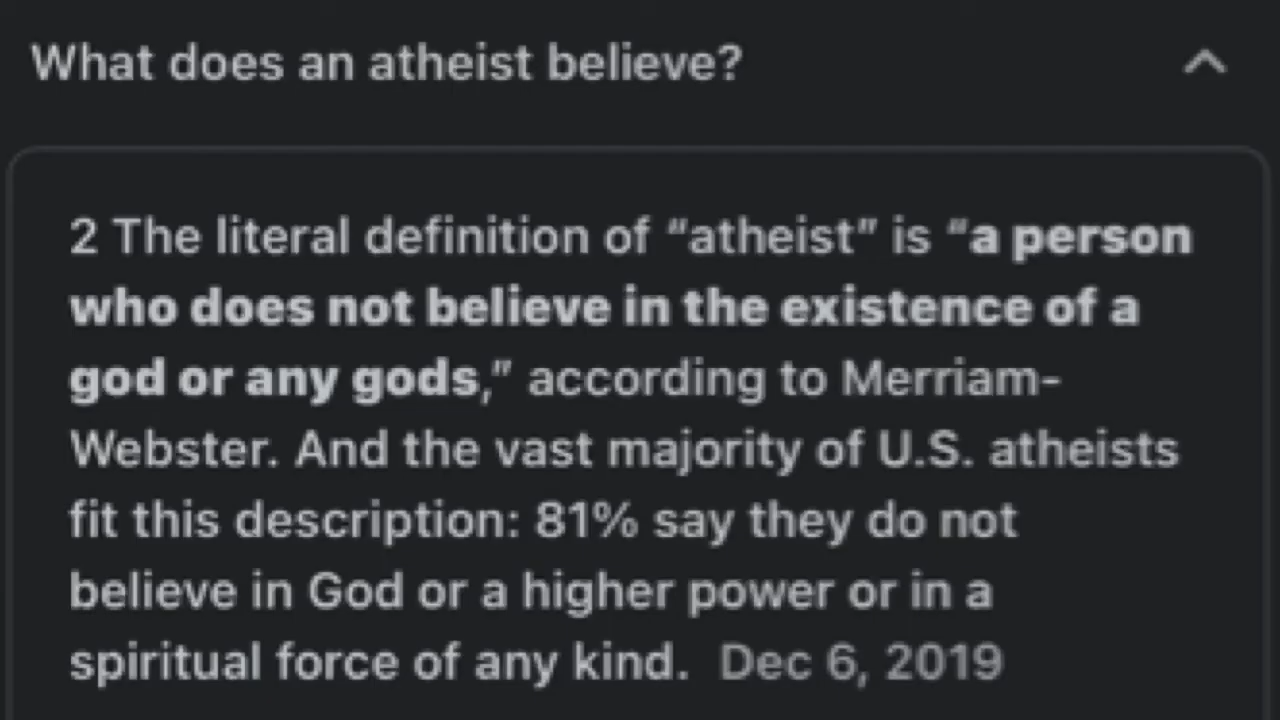 What does an atheist believe?
2 The literal definition of “atheist” is “a person
who does not believe in the existence of a
god or any gods,” according to Merriam-
Webster. And the vast majority of U.S. atheists
fit this description: 81% say they do not
believe in God or a higher power or in a
spiritual force of any kind. Dec 6, 2019